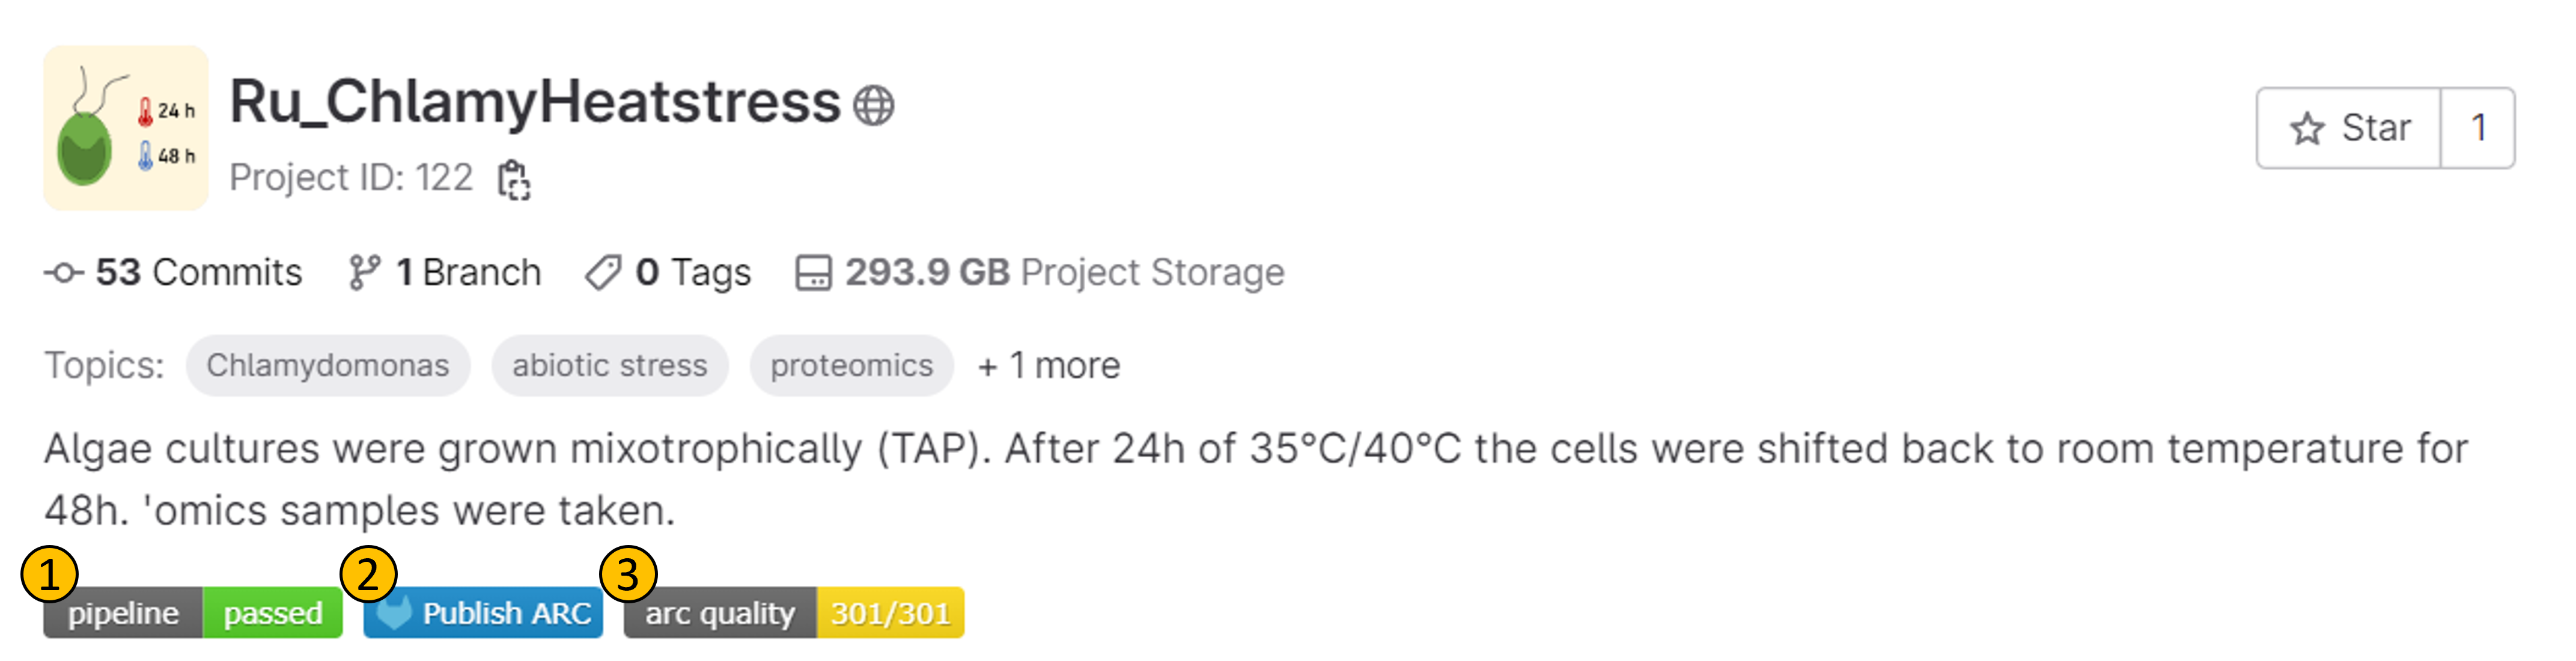 24 h
48 h
Ru_ChlamyHeatstress
Project ID: 122
Star 1
53 Commits 1 Branch 0 Tags 293.9 GB Project Storage
Topics: Chlamydomonas abiotic stress proteomics + 1 more
Algae cultures were grown mixotrophically (TAP). After 24h of 35°C/40°C the cells were shifted back to room temperature for
48h. 'omics samples were taken.
1 2 3
pipeline passed Publish ARC arc quality 301/301